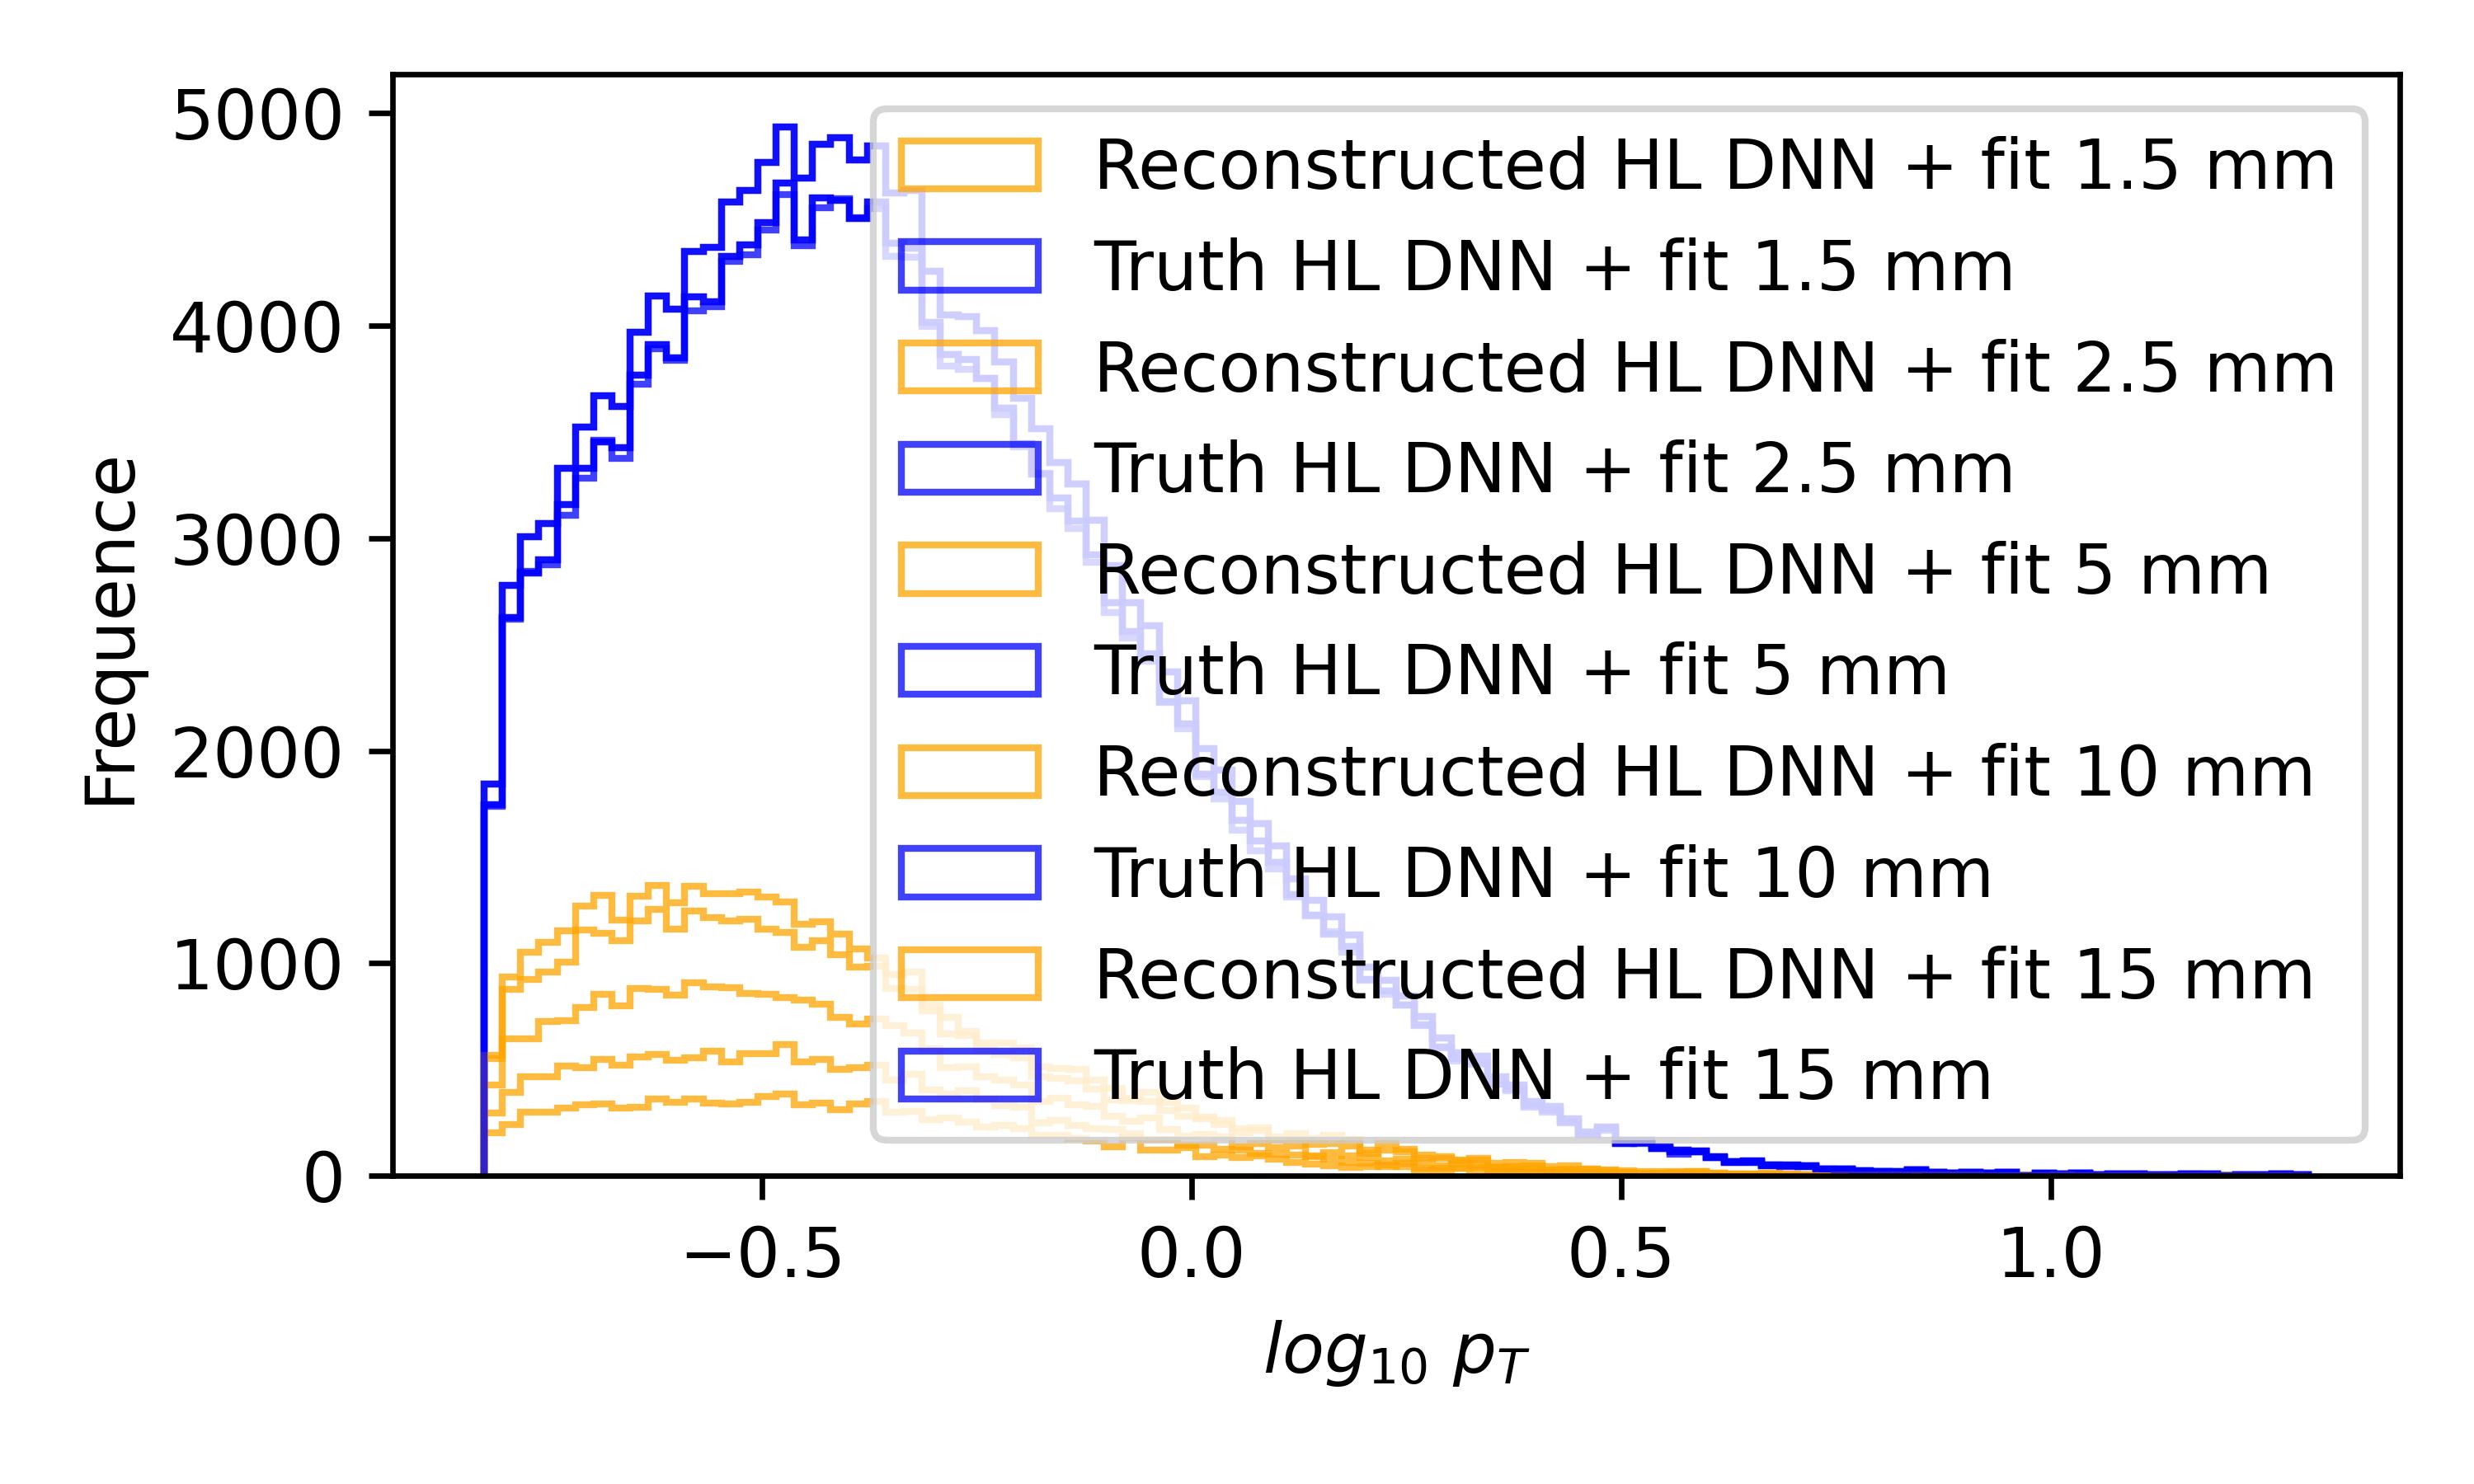 5000
4000
3000
2000
1000
0
Frequence
Reconstructed HL DNN + fit 1.5 mm
Truth HL DNN + fit 1.5 mm
Reconstructed HL DNN + fit 2.5 mm
Truth HL DNN + fit 2.5 mm
Reconstructed HL DNN + fit 5 mm
Truth HL DNN + fit 5 mm
Reconstructed HL DNN + fit 10 mm
Truth HL DNN + fit 10 mm
Reconstructed HL DNN + fit 15 mm
Truth HL DNN + fit 15 mm
−0.5 0.0 0.5 1.0
log₁₀ p_T